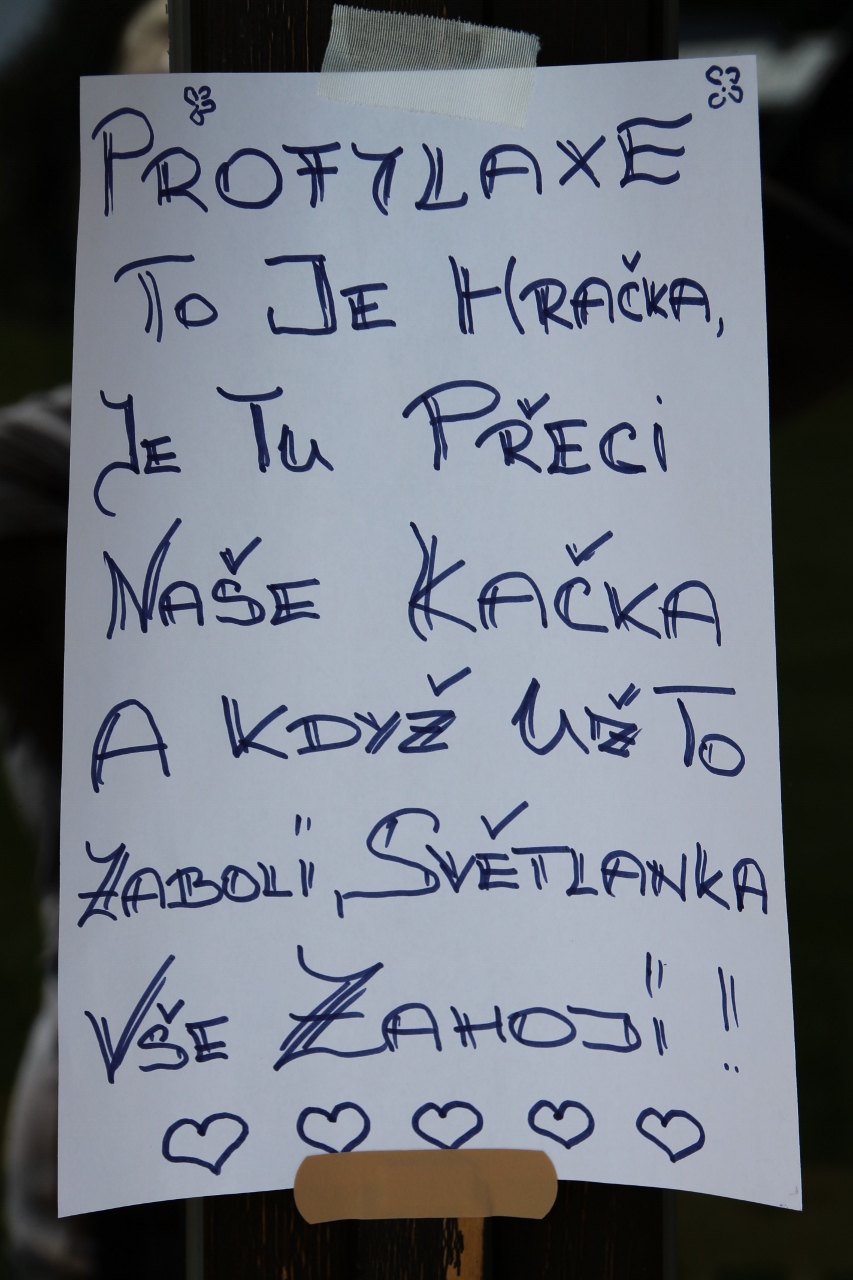 PROFYLAXE
TO JE HRAČKA,
JE TU PŘECI
NAŠE KAČKA
A KDYŽ UŽ TO
ZABOLÍ, SVĚTLANKA
VŠE ZAHOJÍ!!